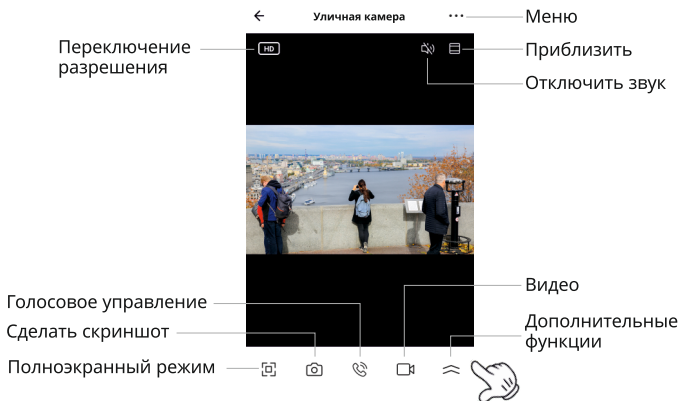 Уличная камера
Меню
Переключение
разрешения
HD
Приблизить
Отключить звук
Голосовое управление
Видео
Сделать скриншот
Дополнительные
функции
Полноэкранный режим